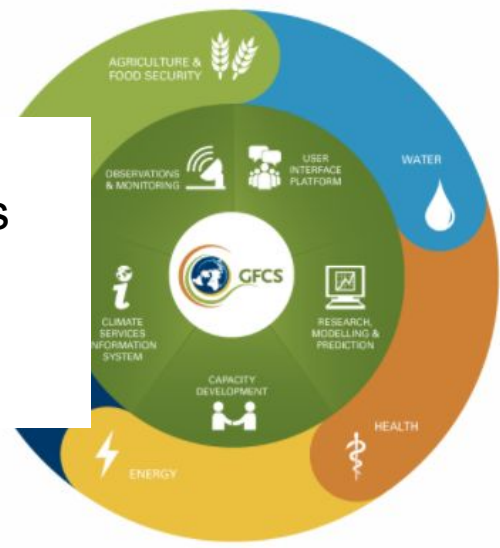 AGRICULTURE &
FOOD SECURITY
WATER
OBSERVATIONS
& MONITORING
USER
INTERFACE
PLATFORM
s
GFCS
CLIMATE
SERVICES
INFORMATION
SYSTEM
RESEARCH,
MODELLING &
PREDICTION
CAPACITY
DEVELOPMENT
HEALTH
ENERGY